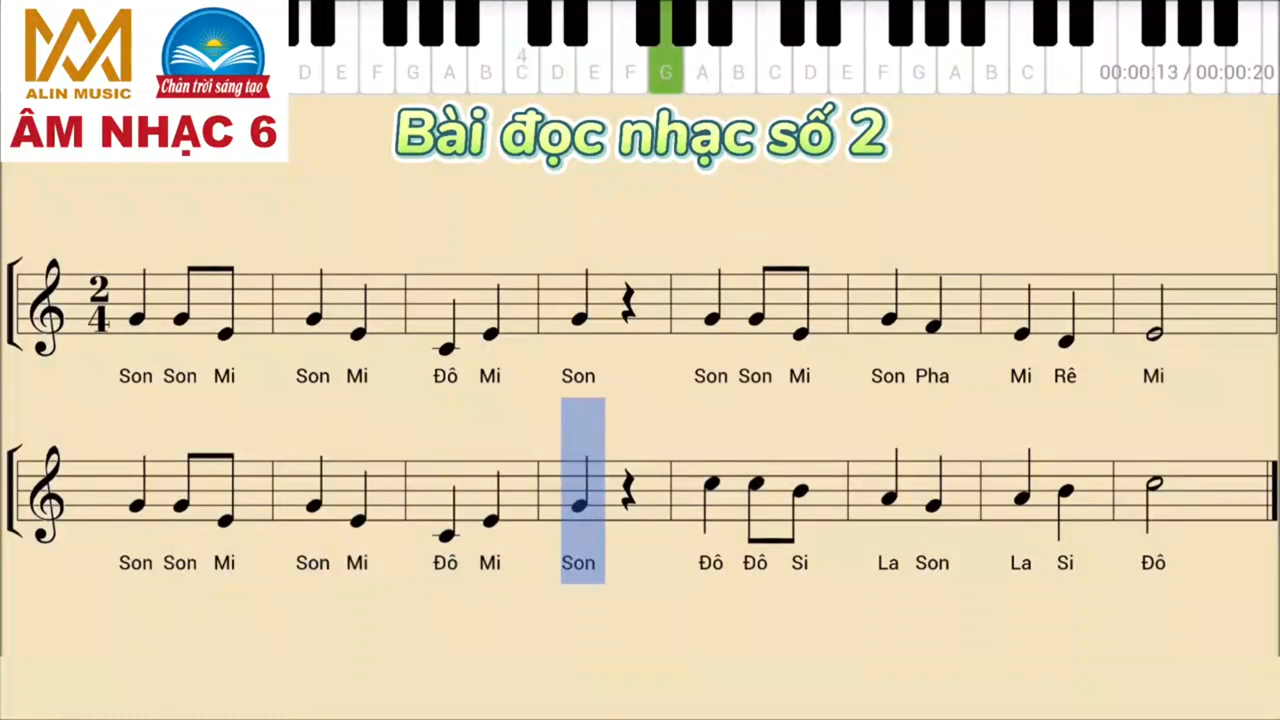 ALIN MUSIC
Chân trời sáng tạo
ÂM NHẠC 6
4
D E F G A B C D E F G A B C D E F G A B C
00:00:13 / 00:00:20
Bài đọc nhạc số 2
2
4
Son Son Mi Son Mi Đô Mi Son Son Son Mi Son Pha Mi Rê Mi
Son Son Mi Son Mi Đô Mi Son Đô Đô Si La Son La Si Đô